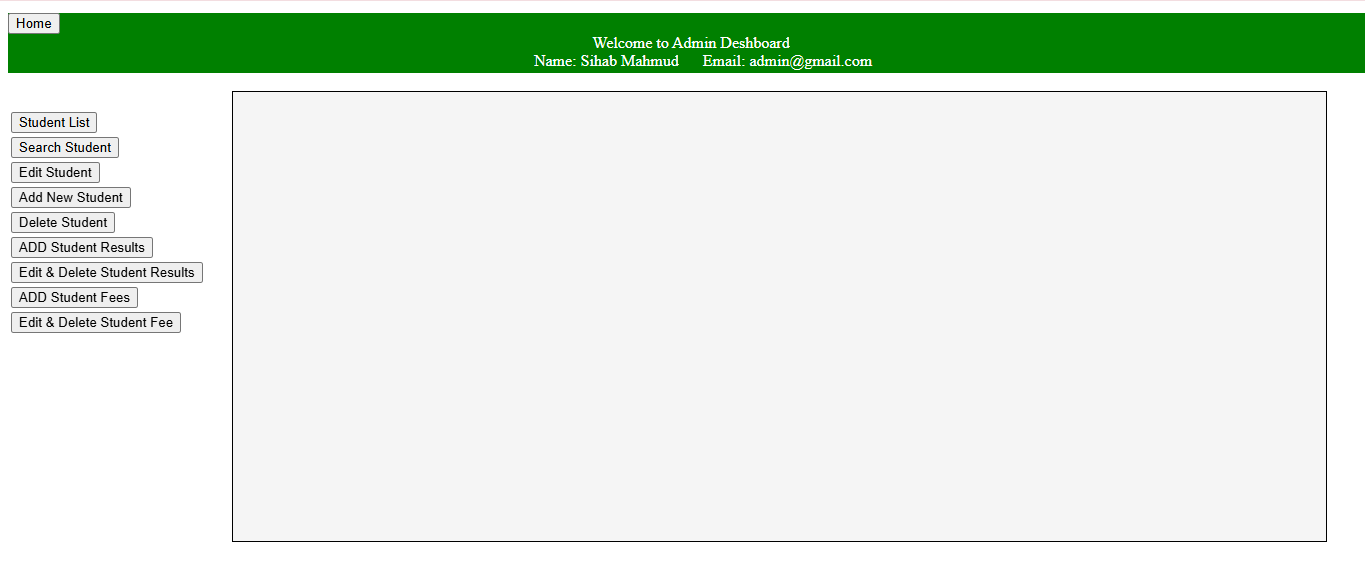 Home
Welcome to Admin Deshboard
Name: Sihab Mahmud Email: admin@gmail.com
Student List
Search Student
Edit Student
Add New Student
Delete Student
ADD Student Results
Edit & Delete Student Results
ADD Student Fees
Edit & Delete Student Fee